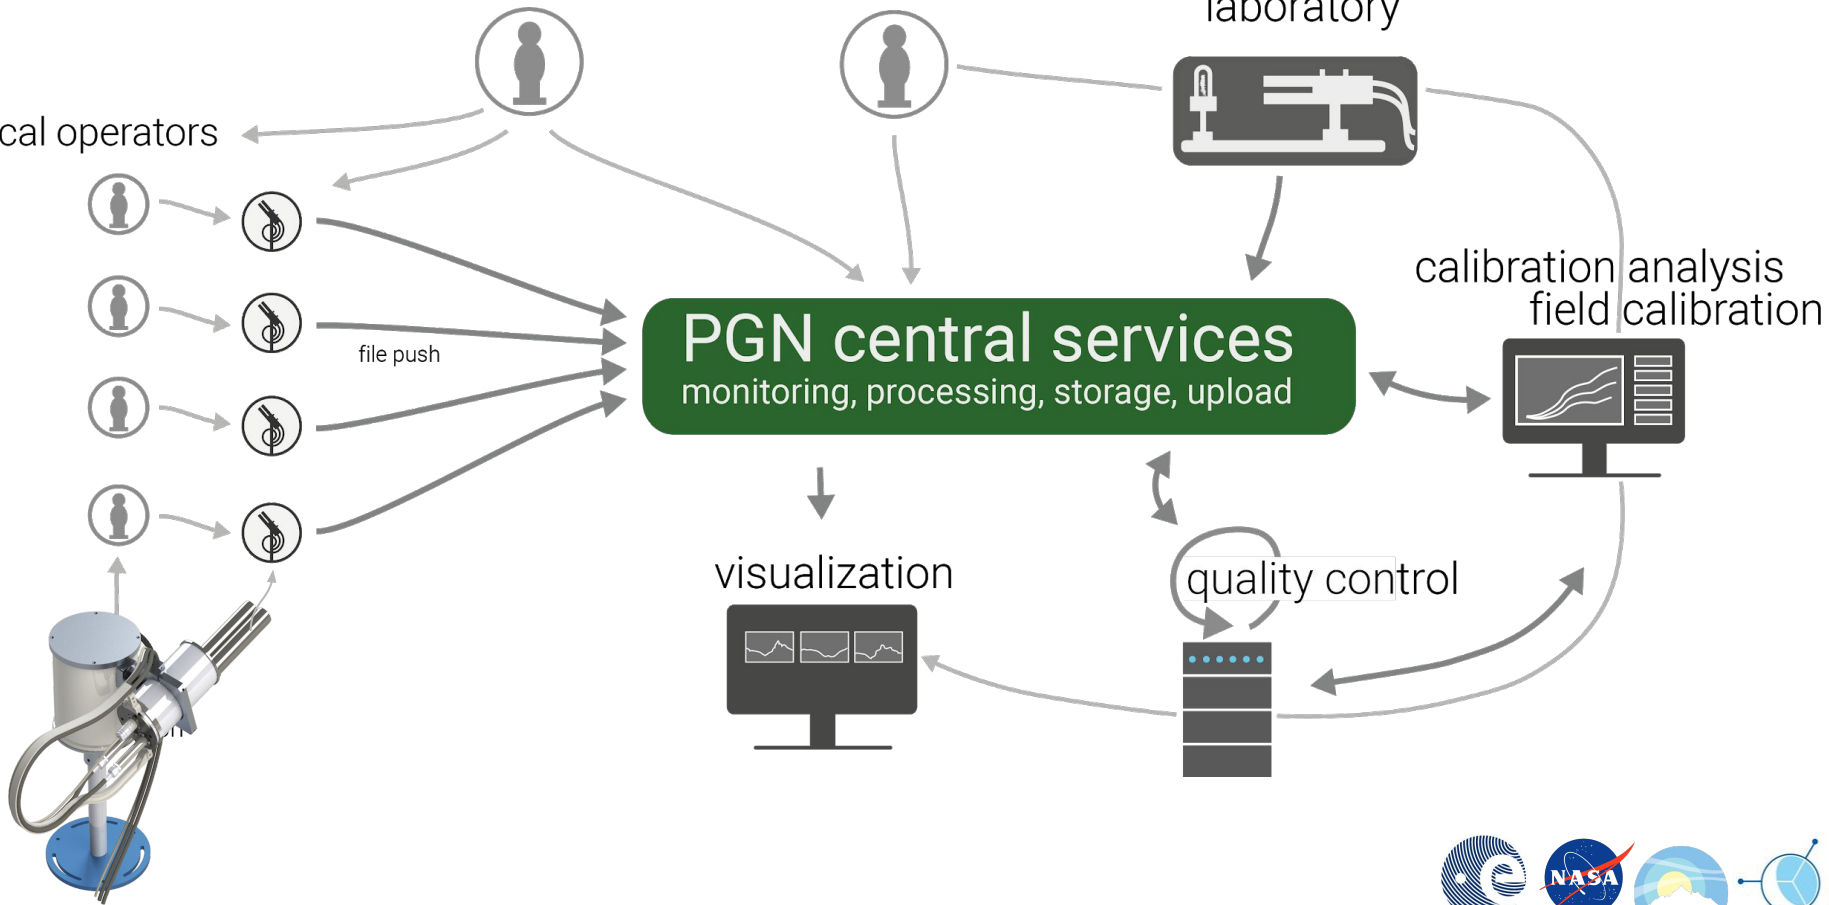 laboratory
cal operators
calibration analysis
field calibration
file push
PGN central services
monitoring, processing, storage, upload
visualization
quality control
NASA